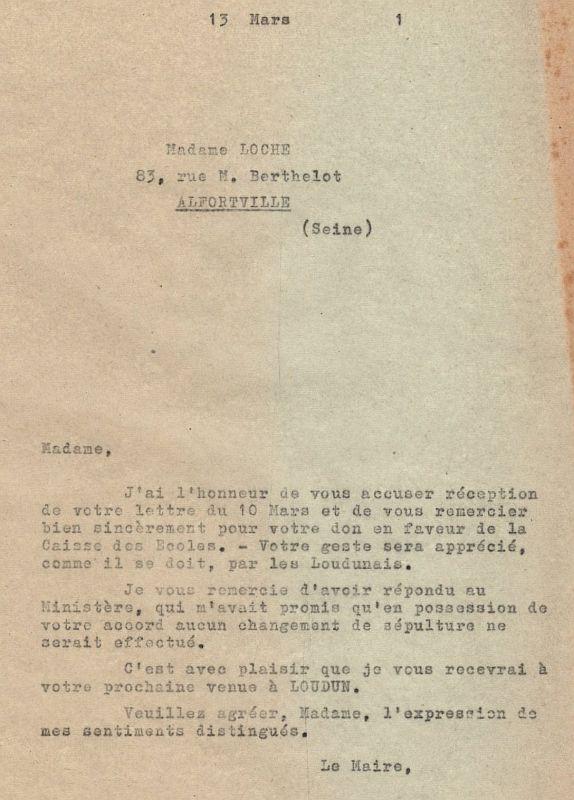 13 Mars 1
Madame LOCHE
83, rue M. Berthelot
ALFORTVILLE
(Seine)
Madame,
J'ai l'honneur de vous accuser réception
de votre lettre du 10 Mars et de vous remercier
bien sincèrement pour votre don en faveur de la
Caisse des Ecoles. - Votre geste sera apprécié,
comme il se doit, par les Loudunais.
Je vous remercie d'avoir répondu au
Ministère, qui m'avait promis qu'en possession de
votre accord aucun changement de sépulture ne
serait effectué.
C'est avec plaisir que je vous recevrai à
votre prochaine venue à LOUDUN.
Veuillez agréer, Madame, l'expression de
mes sentiments distingués.
Le Maire,